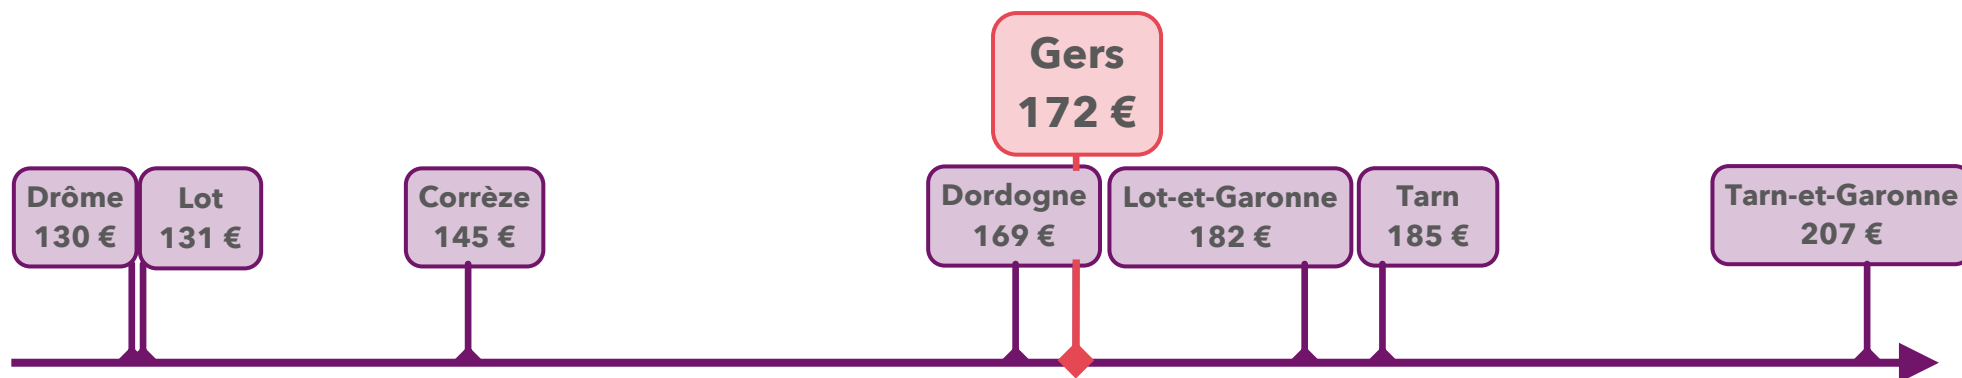 Gers
172 €
Drôme
130 €
Lot
131 €
Corrèze
145 €
Dordogne
169 €
Lot-et-Garonne
182 €
Tarn
185 €
Tarn-et-Garonne
207 €